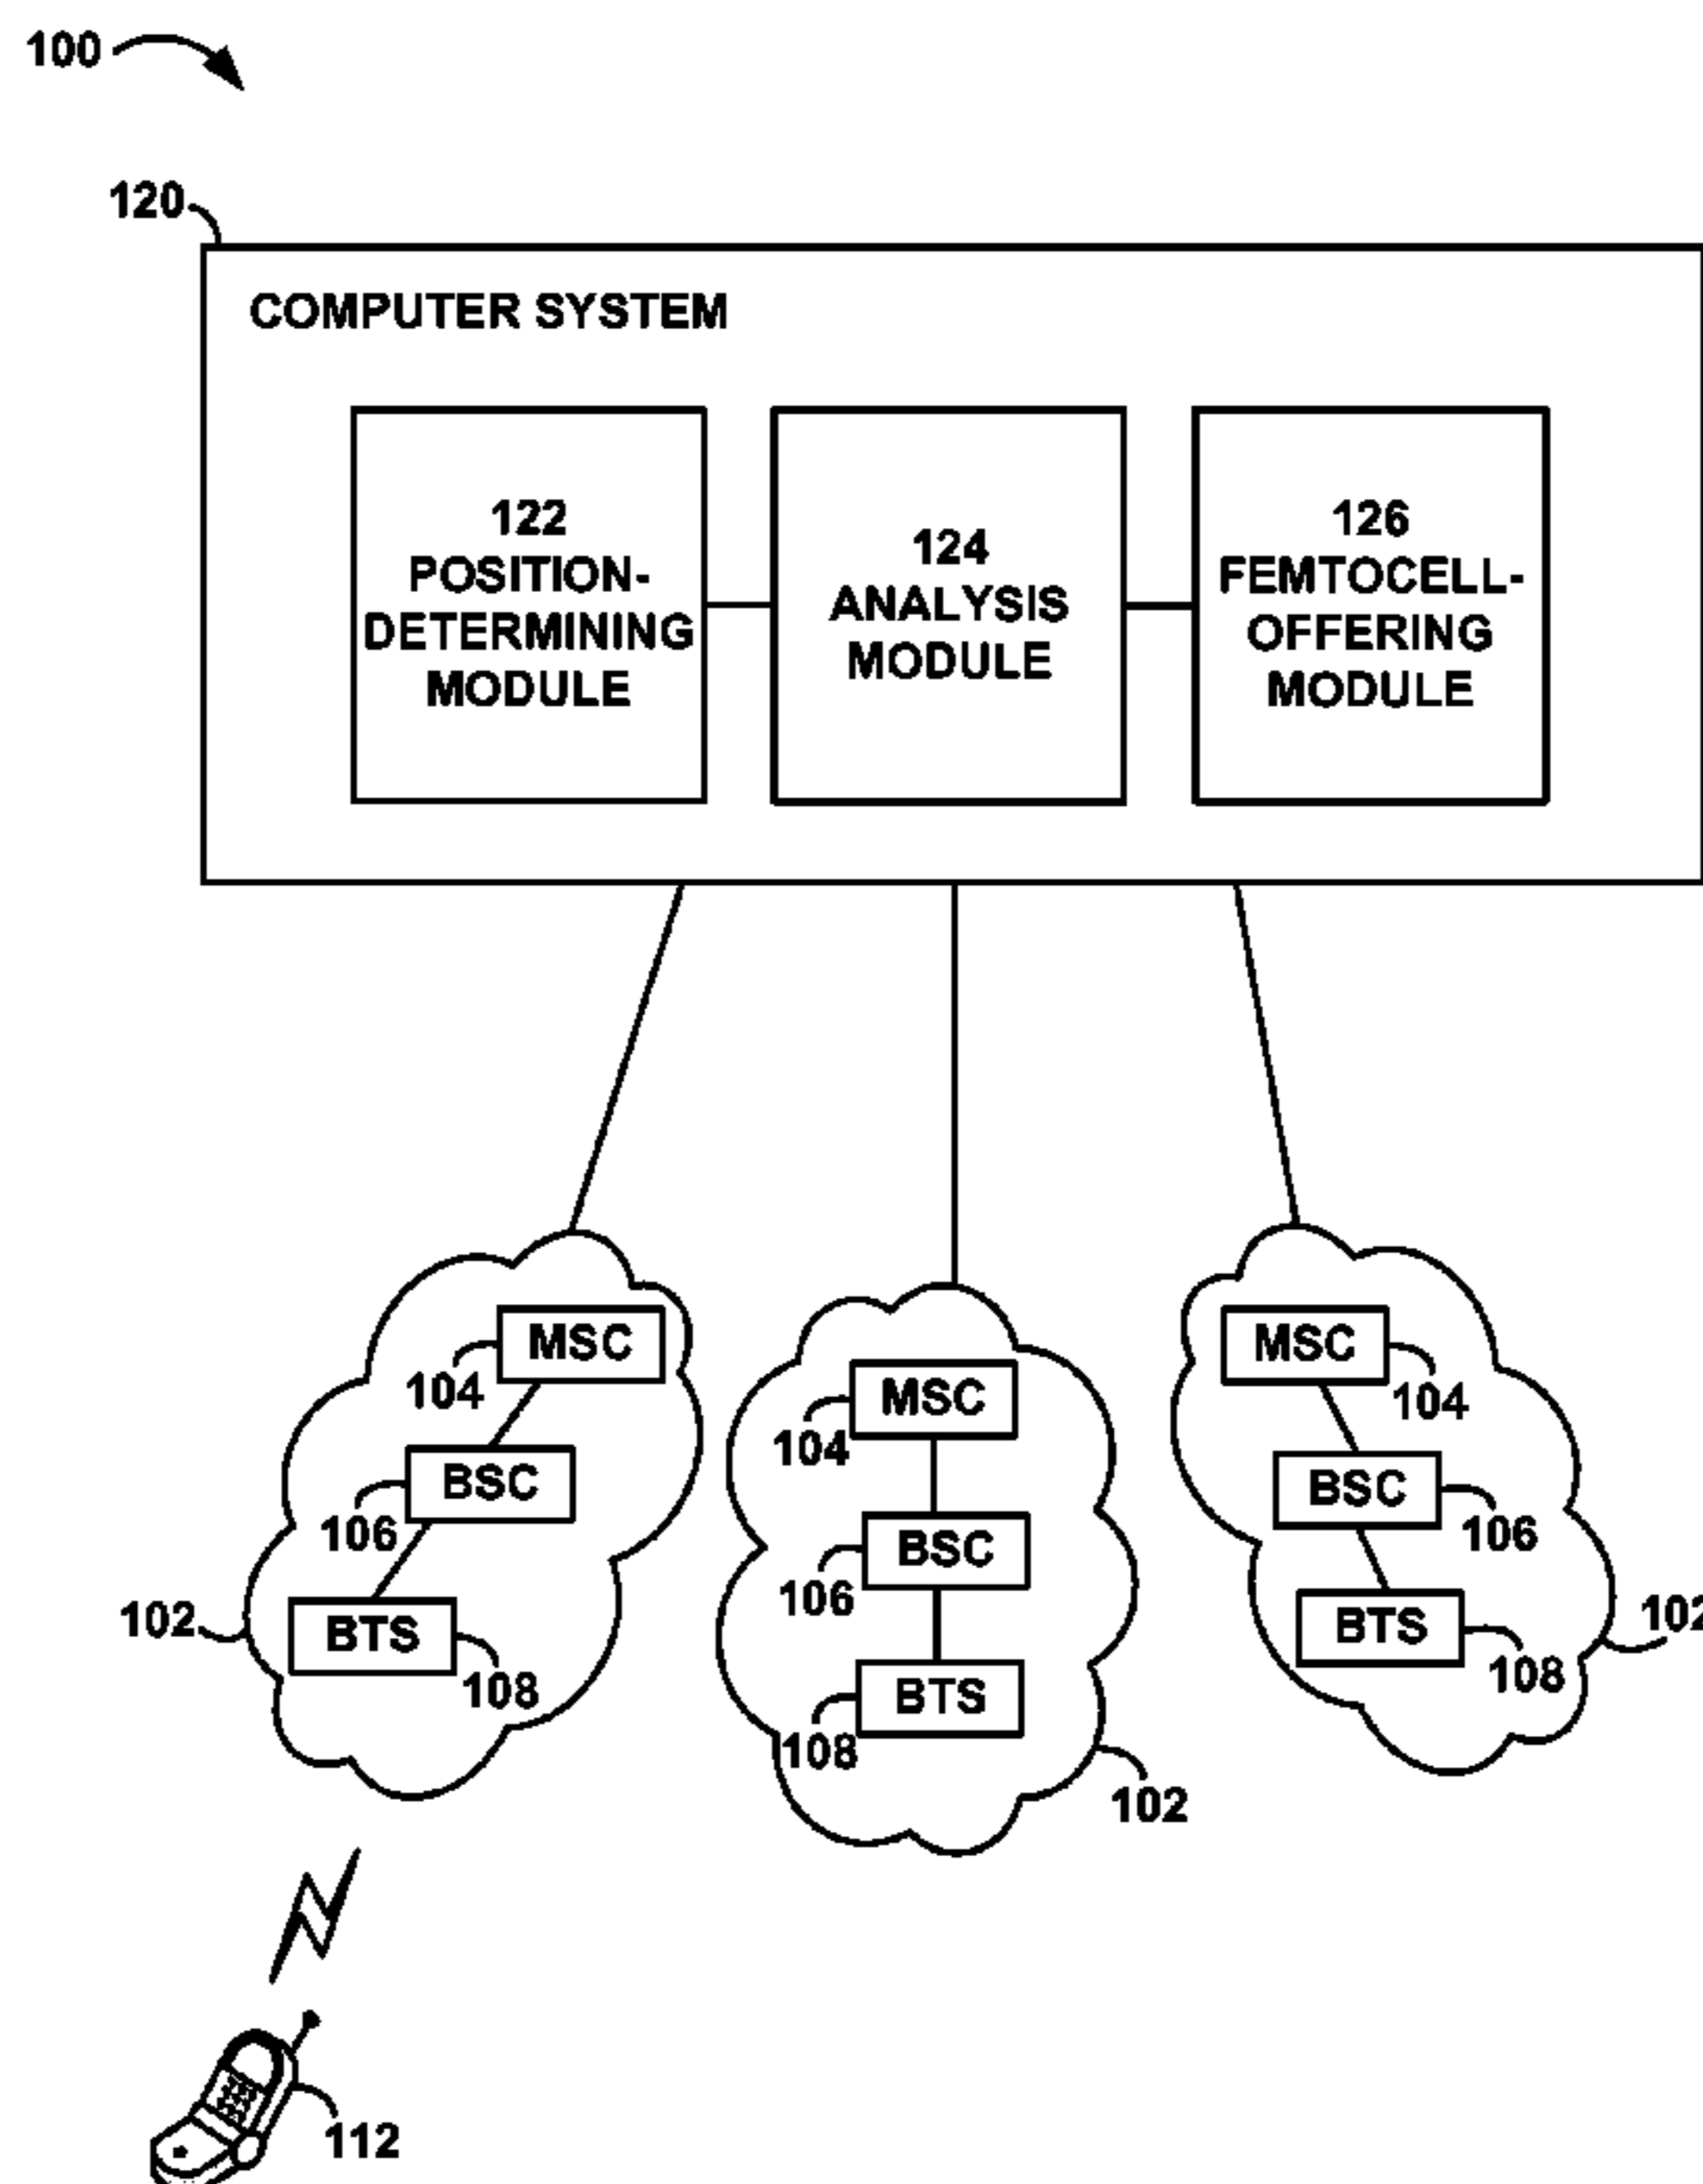 100
120
COMPUTER SYSTEM
122
POSITION-
DETERMINING
MODULE
124
ANALYSIS
MODULE
126
FEMTOCELL-
OFFERING
MODULE
MSC
104
BSC
106
BTS
102
108
MSC
104
BSC
106
BTS
108
102
MSC
104
BSC
106
BTS
102
108
112